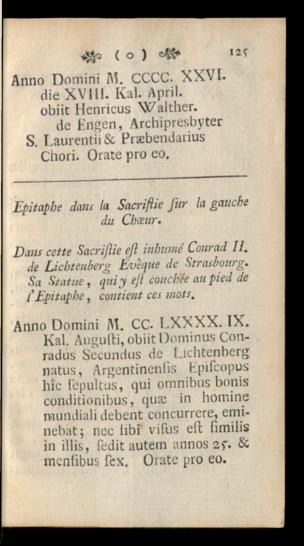 ( o ) 125
Anno Domini M. CCCC. XXVI.
die XVIII. Kal. April.
obiit Henricus Walther.
de Engen, Archipresbyter
S. Laurentii & Præbendarius
Chori. Orate pro eo.
Epitaphe dans la Sacriſtie ſur la gauche
du Chœur.
Dans cette Sacriſtie eſt inhumé Conrad II.
de Lichtenberg Evêque de Strasbourg.
Sa Statue, qui y eſt couchée au pied de
l'Epitaphe, contient ces mots.
Anno Domini M. CC. LXXXX. IX.
Kal. Auguſti, obiit Dominus Con-
radus Secundus de Lichtenberg
natus, Argentinenſis Epiſcopus
hîc ſepultus, qui omnibus bonis
conditionibus, quæ in homine
mundiali debent concurrere, emi-
nebat; nec ſibi viſus eſt ſimilis
in illis, ſedit autem annos 25. &
menſibus ſex. Orate pro eo.